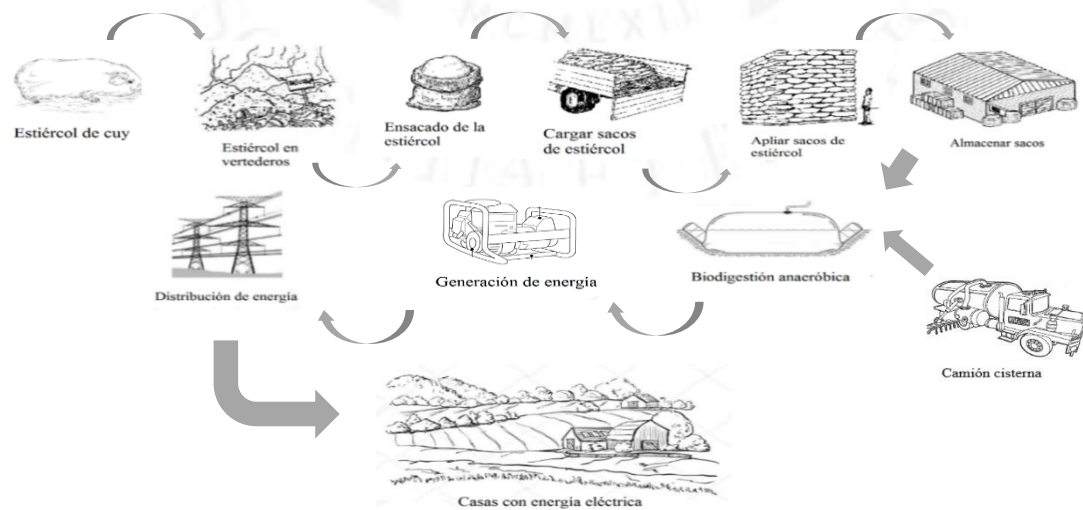 Estiércol de cuy
Estiércol en
vertederos
Ensacado de la
estiércol
Cargar sacos
de estiércol
Apliar sacos de
estiércol
Almacenar sacos
Distribución de energía
Generación de energía
Biodigestión anaeróbica
Camión cisterna
Casas con energía eléctrica